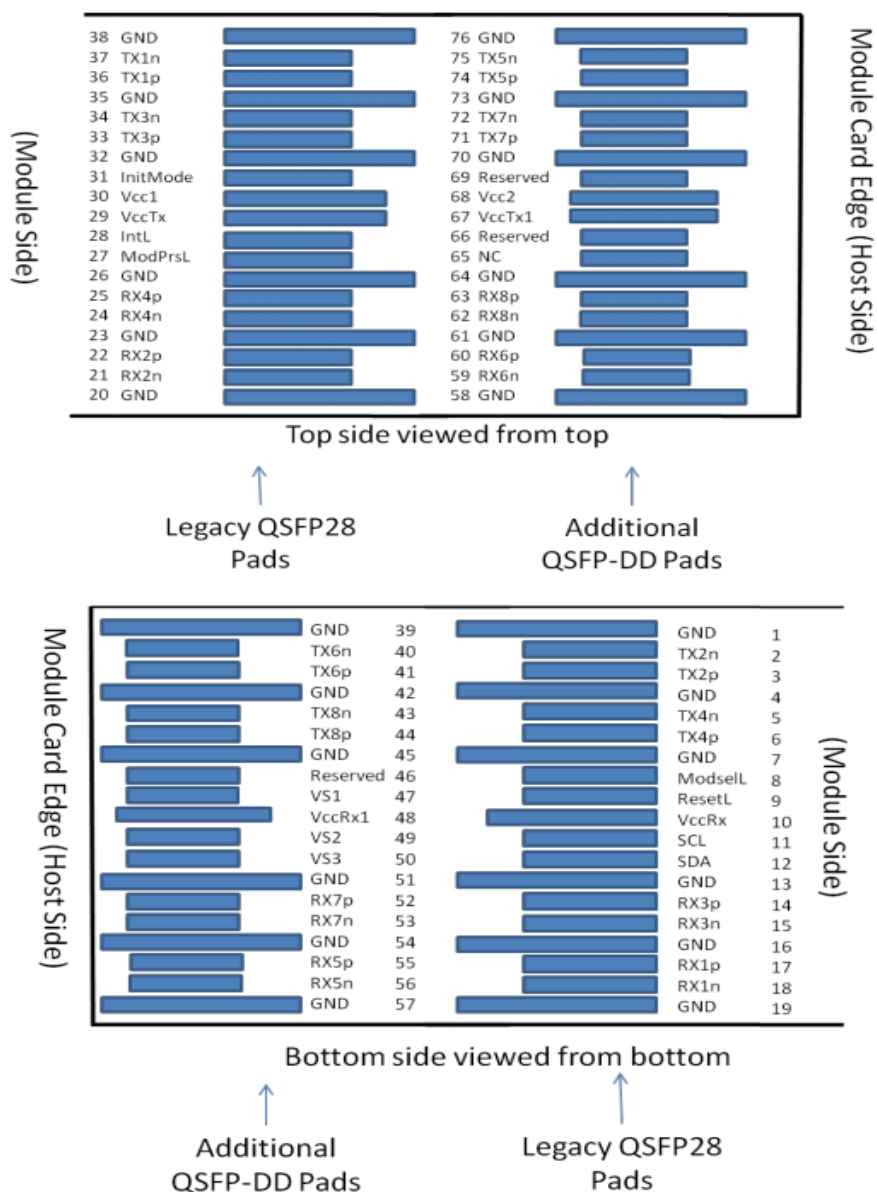 38 GND 76 GND
37 TX1n 75 TX5n
36 TX1p 74 TX5p
35 GND 73 GND
34 TX3n 72 TX7n
33 TX3p 71 TX7p
32 GND 70 GND
31 InitMode 69 Reserved
30 Vcc1 68 Vcc2
29 VccTx 67 VccTx1
28 IntL 66 Reserved
27 ModPrsL 65 NC
26 GND 64 GND
25 RX4p 63 RX8p
24 RX4n 62 RX8n
23 GND 61 GND
22 RX2p 60 RX6p
21 RX2n 59 RX6n
20 GND 58 GND
(Module Side)
Module Card Edge (Host Side)
Top side viewed from top
Legacy QSFP28
Pads
Additional
QSFP-DD Pads
Module Card Edge (Host Side)
GND 39 GND 1
TX6n 40 TX2n 2
TX6p 41 TX2p 3
GND 42 GND 4
TX8n 43 TX4n 5
TX8p 44 TX4p 6
GND 45 GND 7
Reserved 46 ModselL 8
VS1 47 ResetL 9
VccRx1 48 VccRx 10
VS2 49 SCL 11
VS3 50 SDA 12
GND 51 GND 13
RX7p 52 RX3p 14
RX7n 53 RX3n 15
GND 54 GND 16
RX5p 55 RX1p 17
RX5n 56 RX1n 18
GND 57 GND 19
(Module Side)
Bottom side viewed from bottom
Additional
QSFP-DD Pads
Legacy QSFP28
Pads